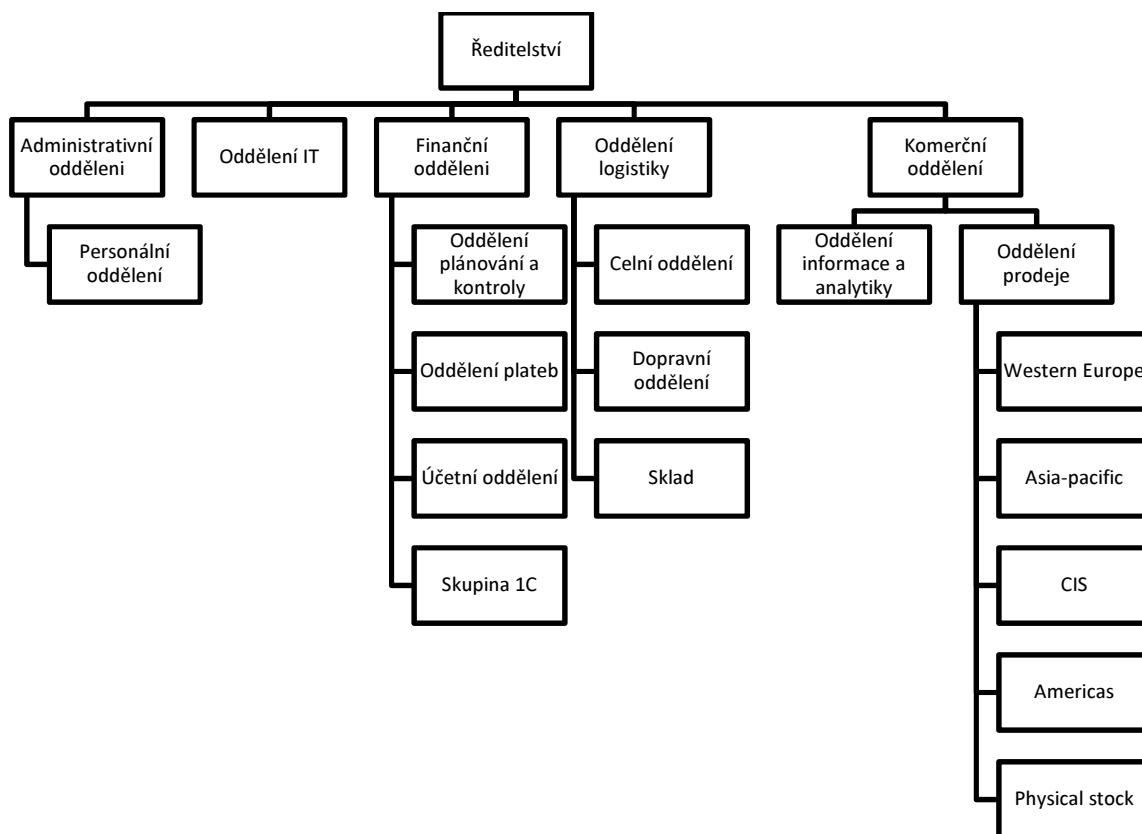 Ředitelství
Administrativní
odděleni
Oddělení IT
Finanční
odděleni
Oddělení
logistiky
Komerční
oddělení
Personální
oddělení
Oddělení
plánování a
kontroly
Celní oddělení
Oddělení
informace a
analytiky
Oddělení
prodeje
Oddělení plateb
Dopravní
oddělení
Western Europe
Účetní oddělení
Sklad
Asia-pacific
Skupina 1C
CIS
Americas
Physical stock